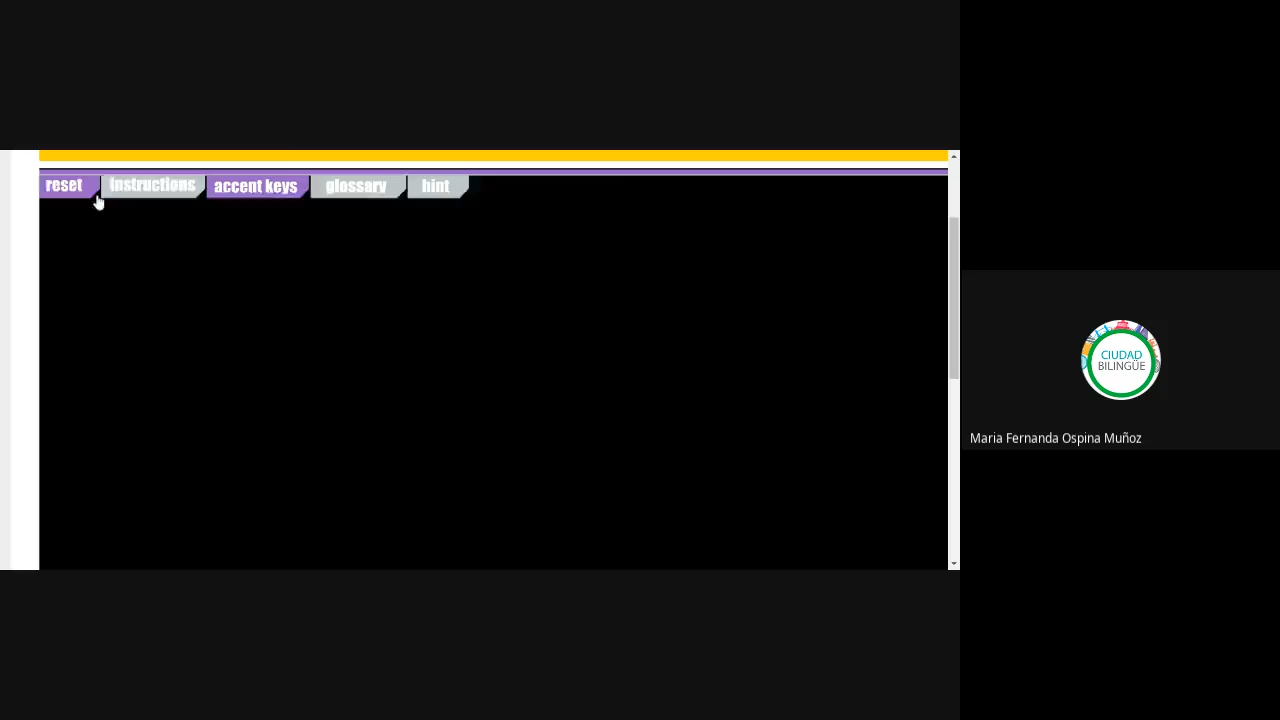 reset instructions accent keys glossary hint
CIUDAD
BILINGÜE
Maria Fernanda Ospina Muñoz